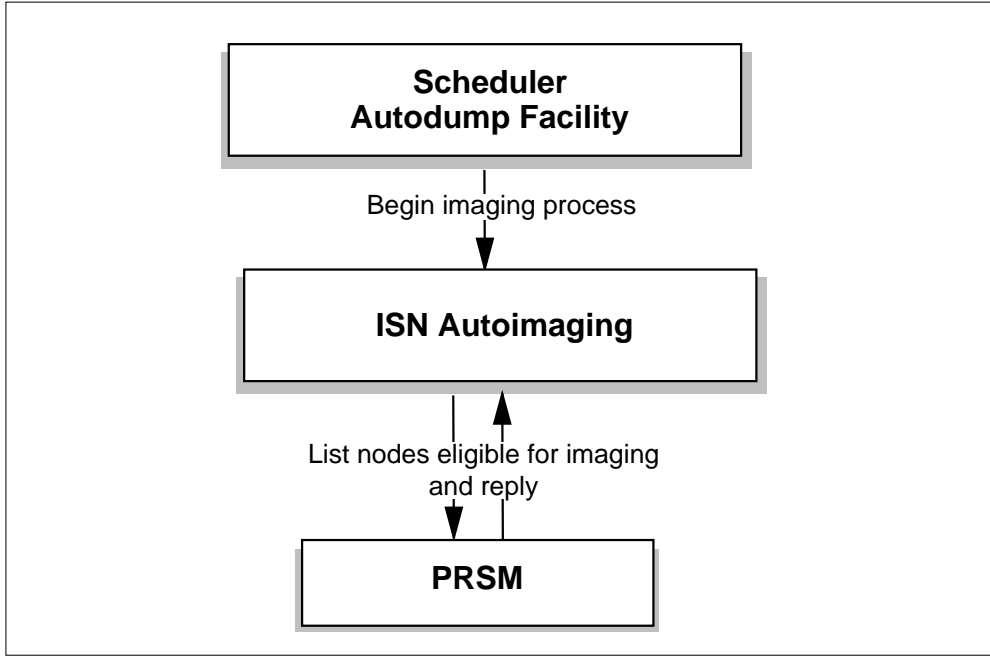 Scheduler
Autodump Facility
Begin imaging process
ISN Autoimaging
List nodes eligible for imaging
and reply
PRSM